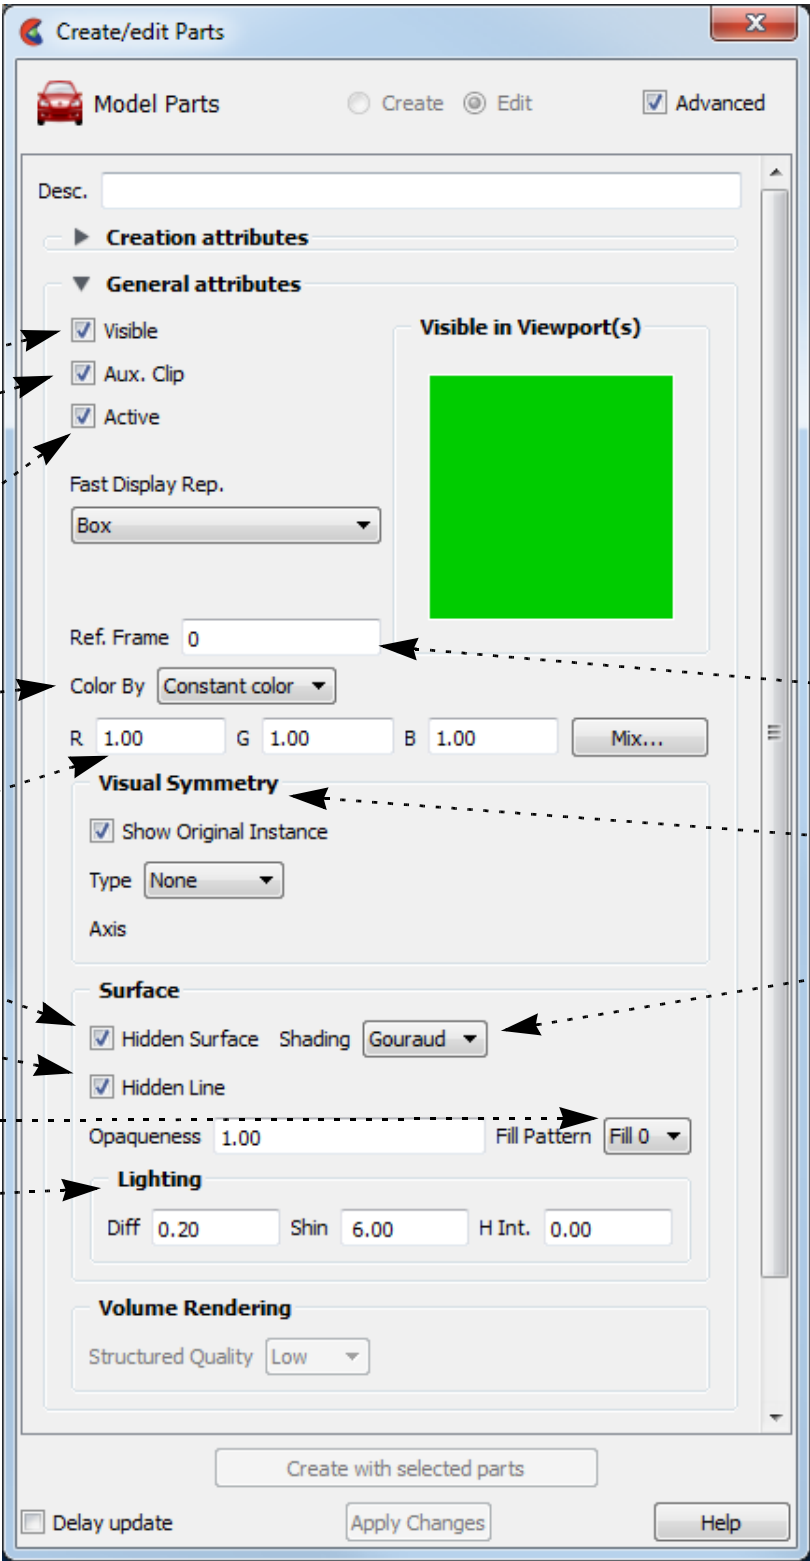 Create/edit Parts
Model Parts Create Edit Advanced
Desc.
Creation attributes
General attributes
Visible
Visible in Viewport(s)
Aux. Clip
Active
Fast Display Rep.
Box
Ref. Frame 0
Color By Constant color
R 1.00 G 1.00 B 1.00 Mix...
Visual Symmetry
Show Original Instance
Type None
Axis
Surface
Hidden Surface Shading Gouraud
Hidden Line
Opaqueness 1.00 Fill Pattern Fill 0
Lighting
Diff 0.20 Shin 6.00 H Int. 0.00
Volume Rendering
Structured Quality Low
Create with selected parts
Delay update Apply Changes Help